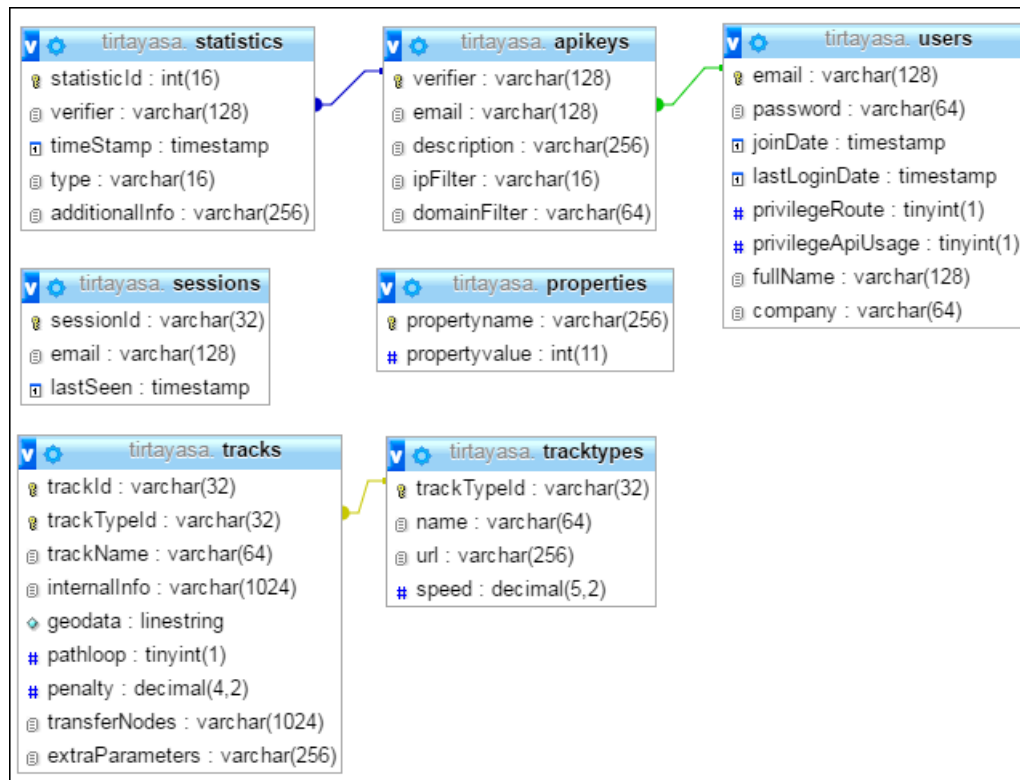 tirtayasa. statistics
statisticId : int(16)
verifier : varchar(128)
timeStamp : timestamp
type : varchar(16)
additionalInfo : varchar(256)
tirtayasa. apikeys
verifier : varchar(128)
email : varchar(128)
description : varchar(256)
ipFilter : varchar(16)
domainFilter : varchar(64)
tirtayasa. users
email : varchar(128)
password : varchar(64)
joinDate : timestamp
lastLoginDate : timestamp
privilegeRoute : tinyint(1)
privilegeApiUsage : tinyint(1)
fullName : varchar(128)
company : varchar(64)
tirtayasa. sessions
sessionId : varchar(32)
email : varchar(128)
lastSeen : timestamp
tirtayasa. properties
propertyname : varchar(256)
propertyvalue : int(11)
tirtayasa. tracks
trackId : varchar(32)
trackTypeId : varchar(32)
trackName : varchar(64)
internalInfo : varchar(1024)
geodata : linestring
pathloop : tinyint(1)
penalty : decimal(4,2)
transferNodes : varchar(1024)
extraParameters : varchar(256)
tirtayasa. tracktypes
trackTypeId : varchar(32)
name : varchar(64)
url : varchar(256)
speed : decimal(5,2)